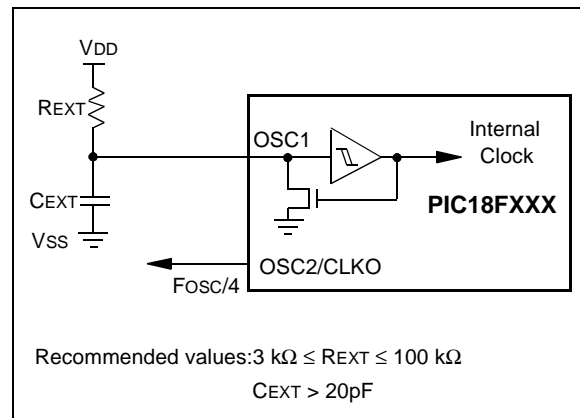 VDD
REXT
OSC1
Internal
Clock
CEXT
PIC18FXXX
VSS
OSC2/CLKO
FOSC/4
Recommended values:3 kΩ ≤ REXT ≤ 100 kΩ
CEXT > 20pF